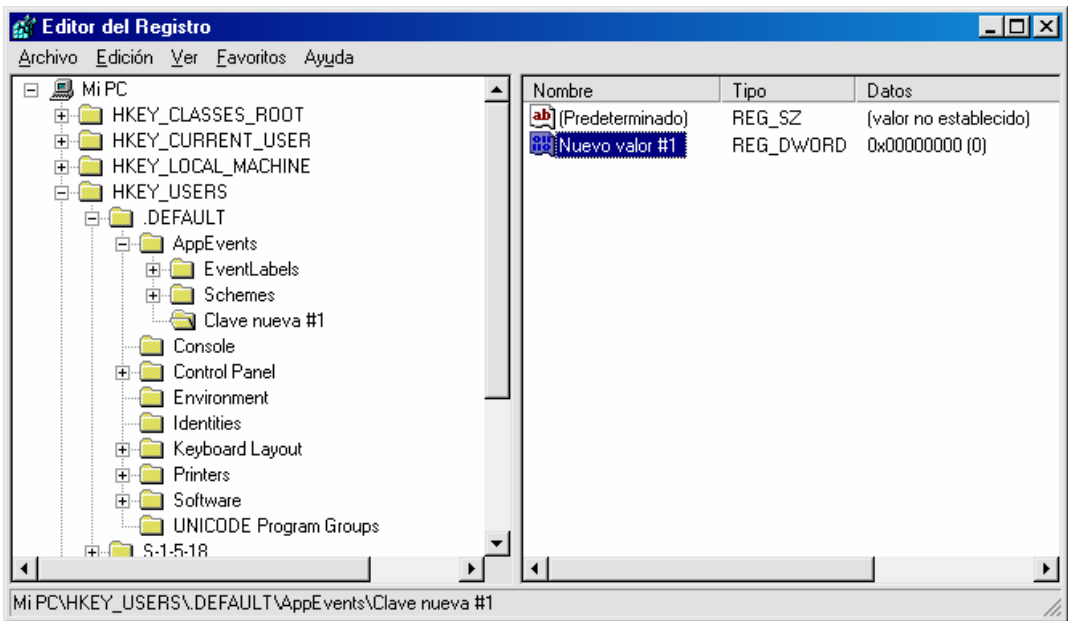 Editor del Registro
Archivo Edición Ver Favoritos Ayuda
Mi PC
HKEY_CLASSES_ROOT
HKEY_CURRENT_USER
HKEY_LOCAL_MACHINE
HKEY_USERS
.DEFAULT
AppEvents
EventLabels
Schemes
Clave nueva #1
Console
Control Panel
Environment
Identities
Keyboard Layout
Printers
Software
UNICODE Program Groups
S-1-5-18
Nombre Tipo Datos
(Predeterminado) REG_SZ (valor no establecido)
Nuevo valor #1 REG_DWORD 0x00000000 (0)
Mi PC\HKEY_USERS\.DEFAULT\AppEvents\Clave nueva #1